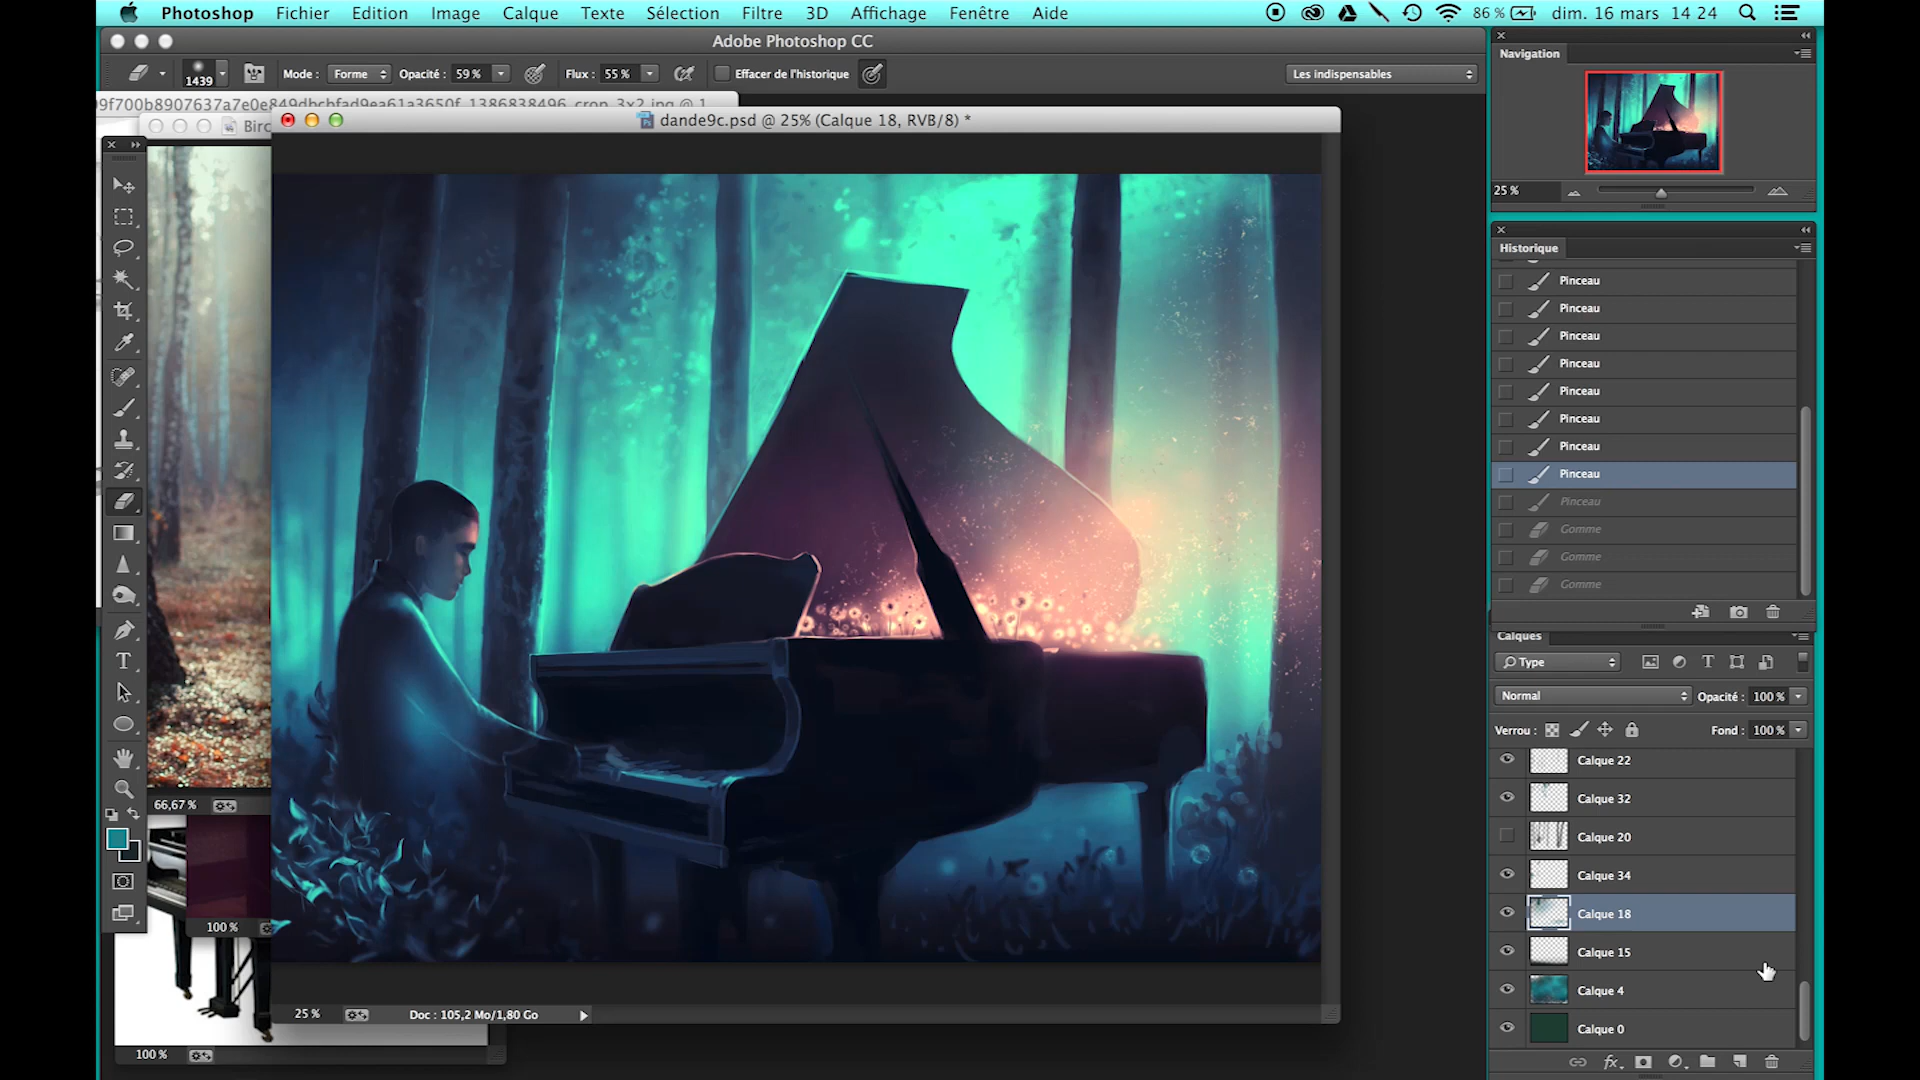 Photoshop Fichier Edition Image Calque Texte Sélection Filtre 3D Affichage Fenêtre Aide 86 % dim. 16 mars 14 24
Adobe Photoshop CC
1439 Mode : Forme Opacité : 59 % Flux : 55 % Effacer de l'historique Les indispensables
dande9c.psd @ 25% (Calque 18, RVB/8) *
Birc
66,67 %
100 %
100 %
25 % Doc : 105,2 Mo/1,80 Go
Navigation
25 %
Historique
Pinceau
Pinceau
Pinceau
Pinceau
Pinceau
Pinceau
Pinceau
Pinceau
Pinceau
Gomme
Gomme
Gomme
Calques
Type
Normal Opacité : 100 %
Verrou : Fond : 100 %
Calque 22
Calque 32
Calque 20
Calque 34
Calque 18
Calque 15
Calque 4
Calque 0